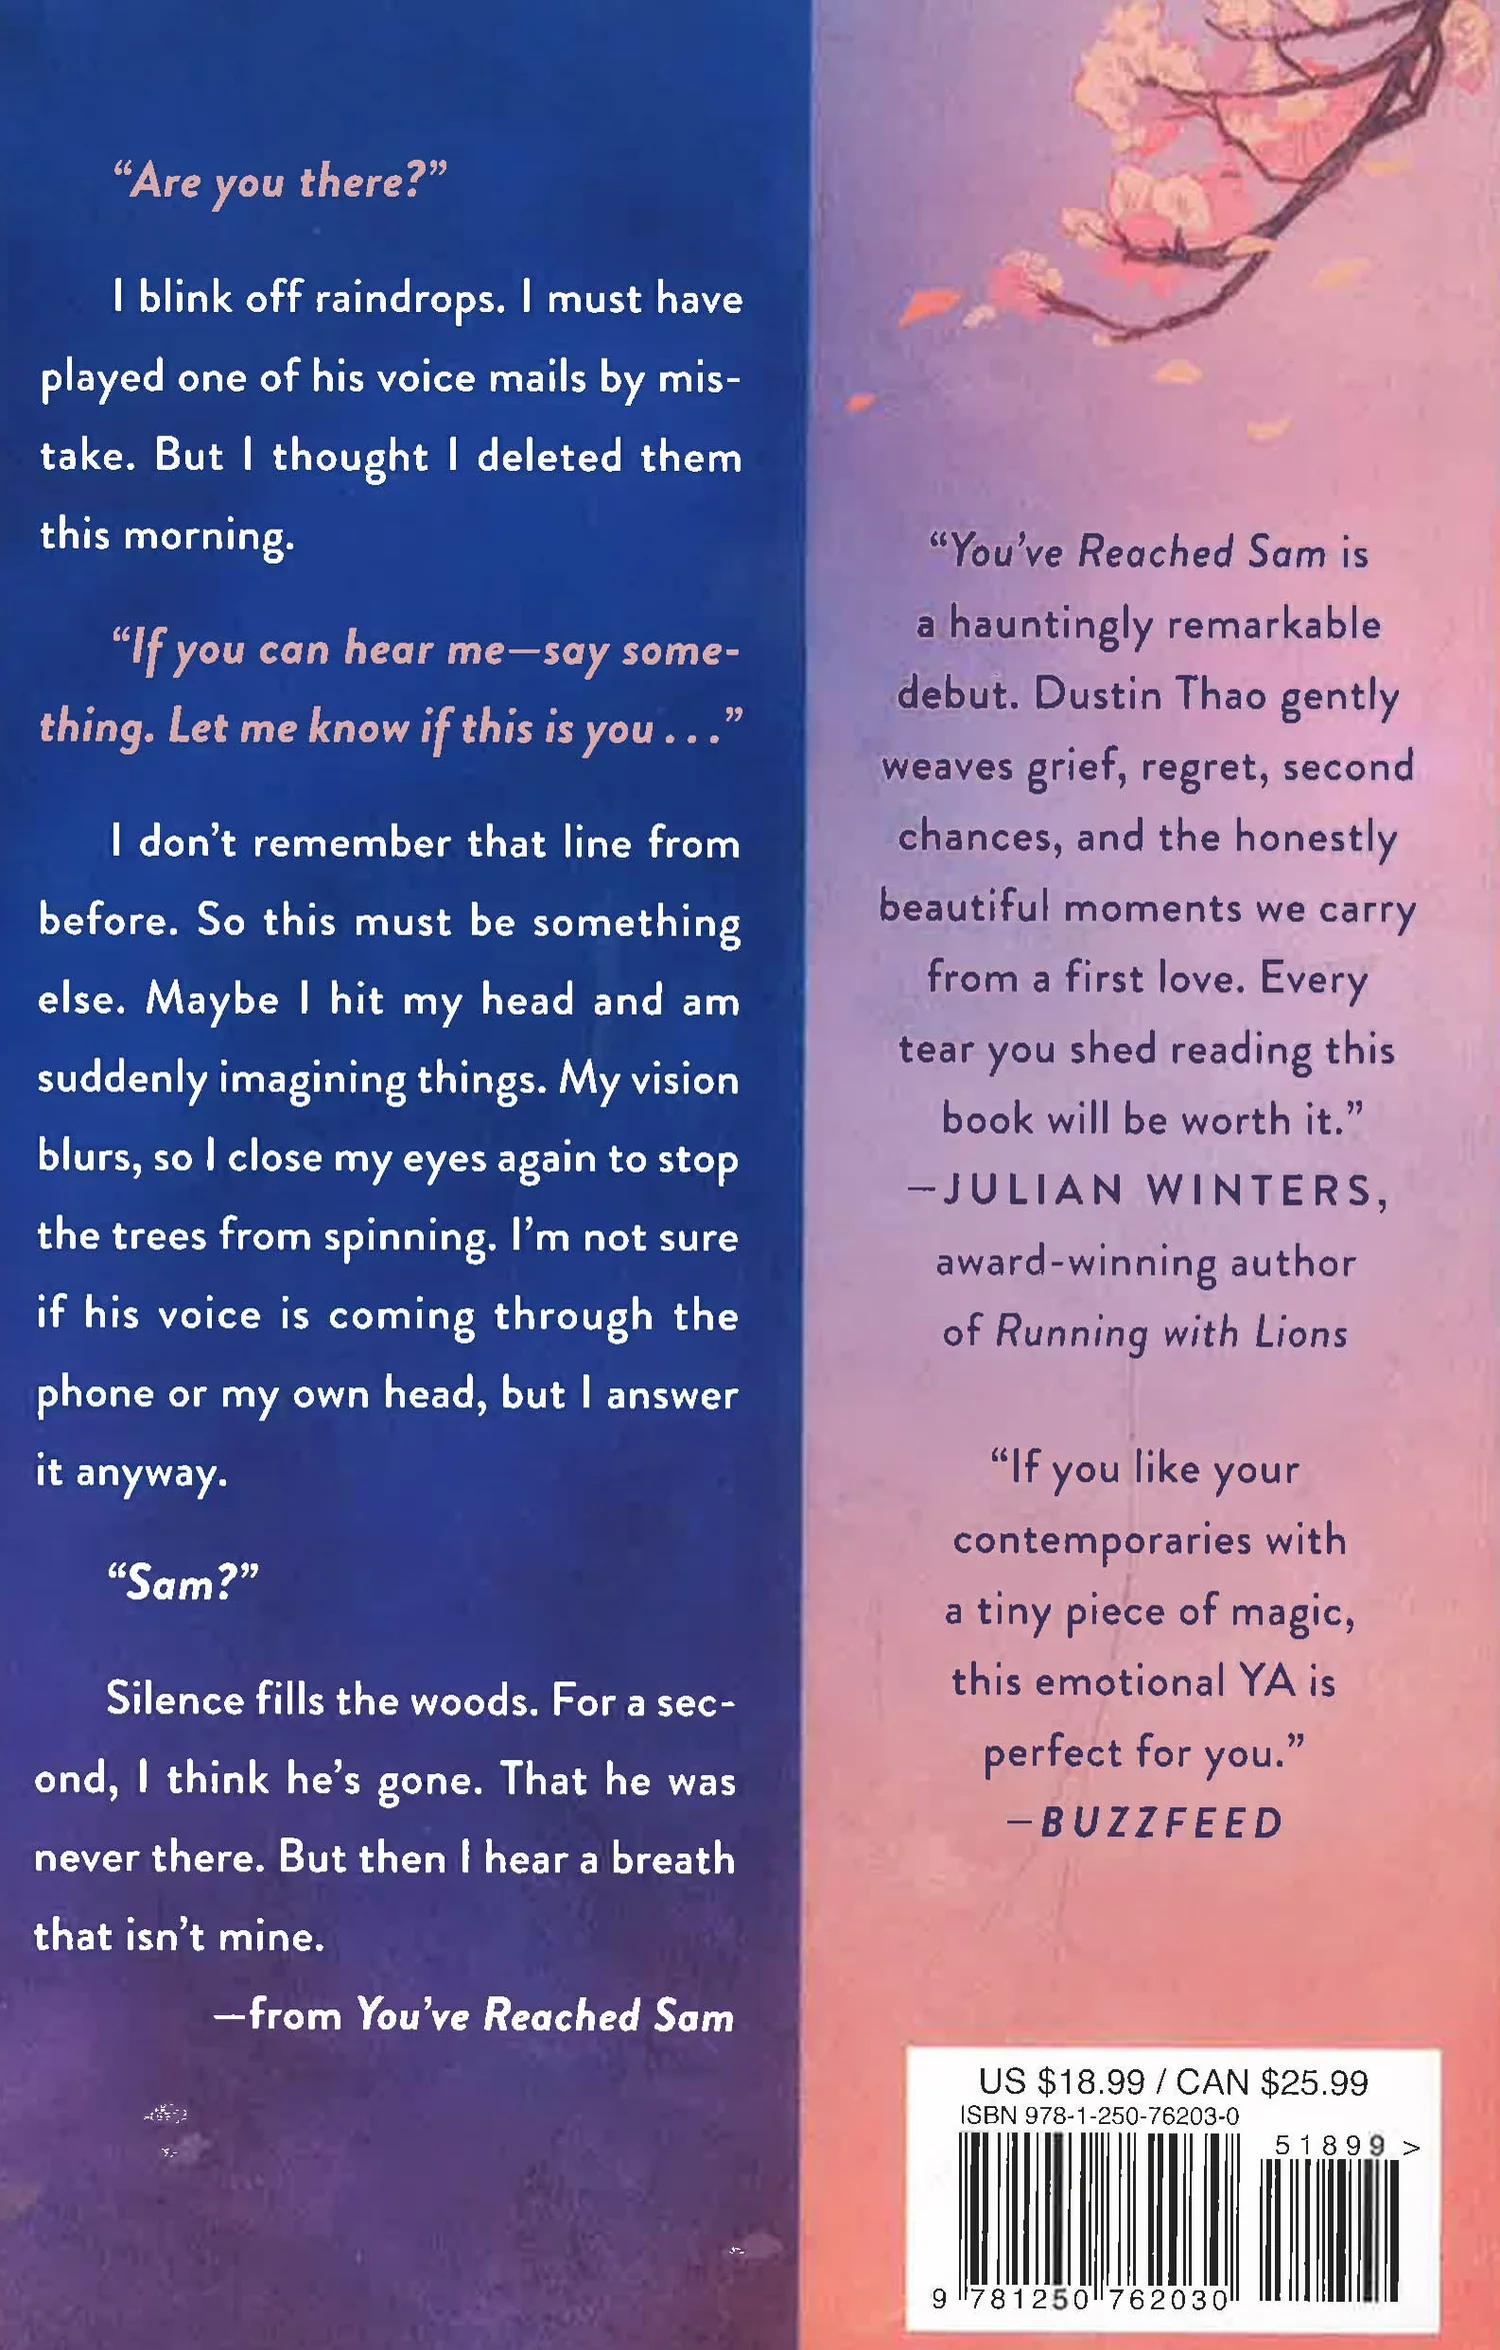 “Are you there?”
I blink off raindrops. I must have
played one of his voice mails by mis-
take. But I thought I deleted them
this morning.
“If you can hear me—say some-
thing. Let me know if this is you . . .”
I don’t remember that line from
before. So this must be something
else. Maybe I hit my head and am
suddenly imagining things. My vision
blurs, so I close my eyes again to stop
the trees from spinning. I’m not sure
if his voice is coming through the
phone or my own head, but I answer
it anyway.
“Sam?”
Silence fills the woods. For a sec-
ond, I think he’s gone. That he was
never there. But then I hear a breath
that isn’t mine.
—from You’ve Reached Sam
“You’ve Reached Sam is
a hauntingly remarkable
debut. Dustin Thao gently
weaves grief, regret, second
chances, and the honestly
beautiful moments we carry
from a first love. Every
tear you shed reading this
book will be worth it.”
—JULIAN WINTERS,
award-winning author
of Running with Lions
“If you like your
contemporaries with
a tiny piece of magic,
this emotional YA is
perfect for you.”
—BUZZFEED
US $18.99 / CAN $25.99
ISBN 978-1-250-76203-0
51899 >
9 781250 762030